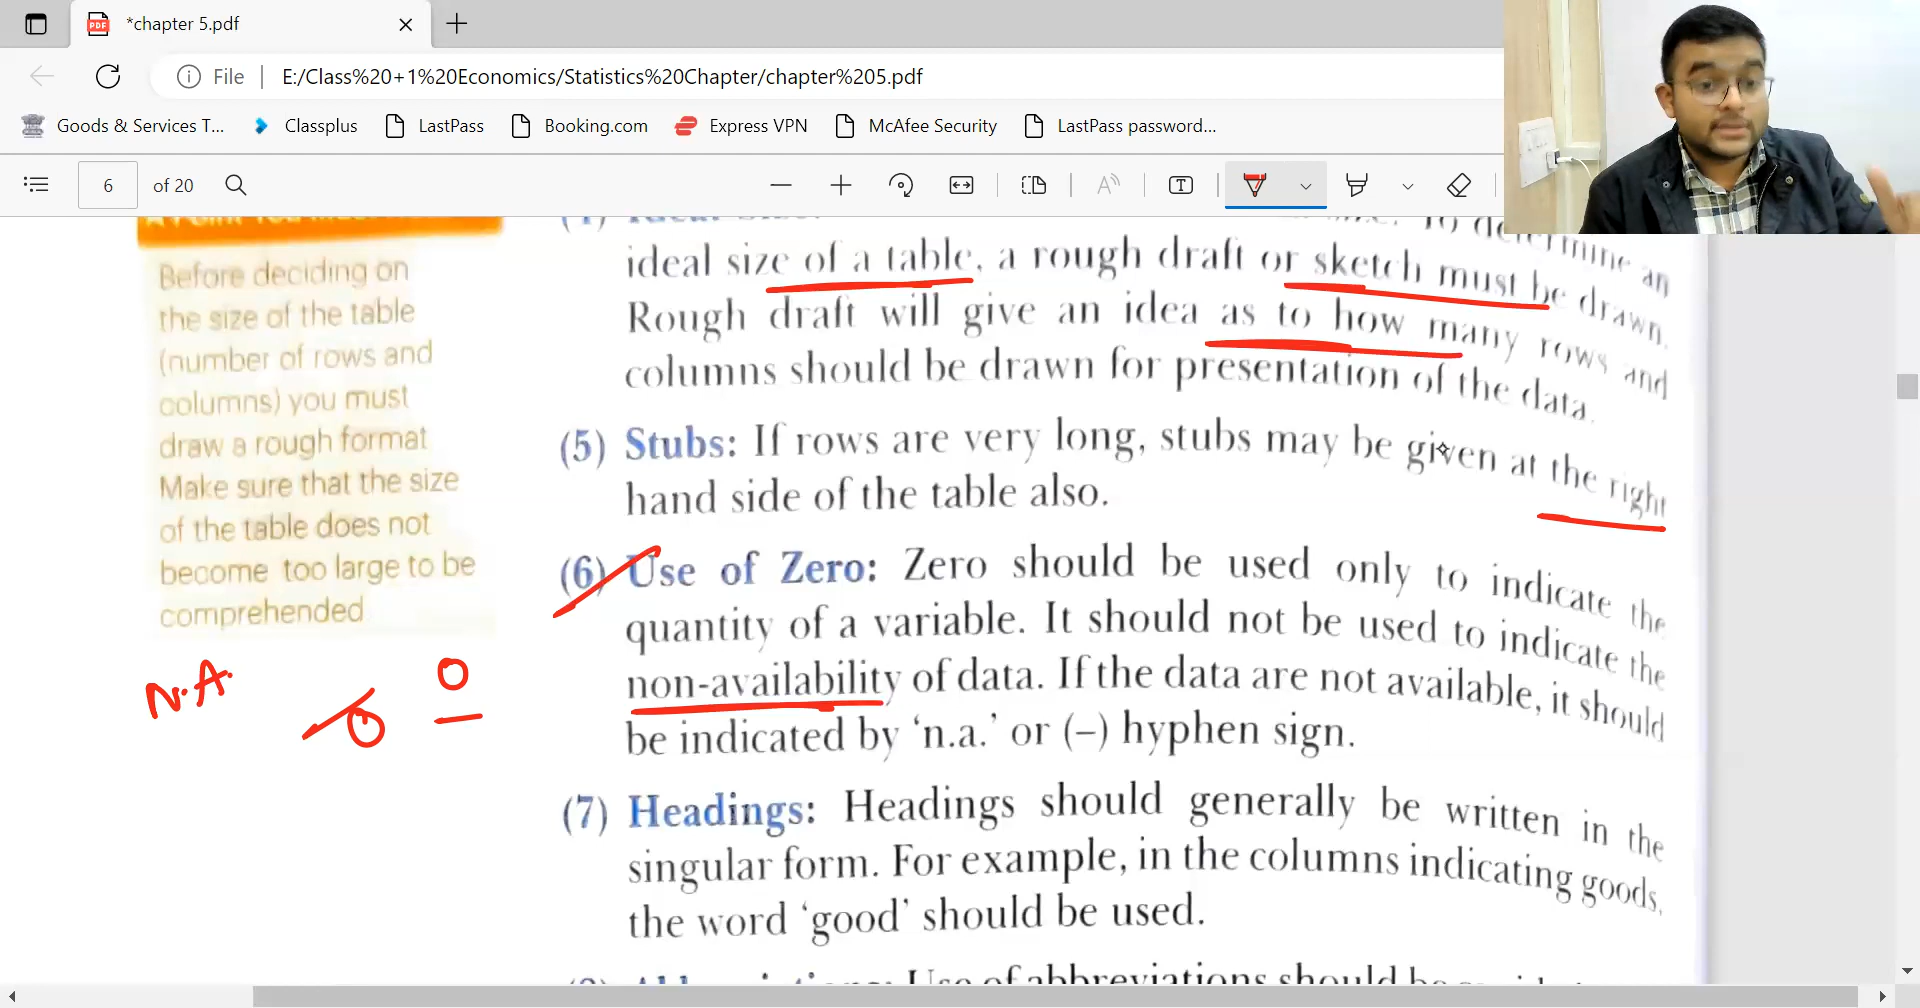 *chapter 5.pdf
File
E:/Class%20+1%20Economics/Statistics%20Chapter/chapter%205.pdf
Goods & Services T...
Classplus
LastPass
Booking.com
Express VPN
McAfee Security
LastPass password...
6 of 20
Before deciding on
the size of the table
(number of rows and
columns) you must
draw a rough format
Make sure that the size
of the table does not
become too large to be
comprehended
N.A.
0
To determine an
ideal size of a table, a rough draft or sketch must be drawn.
Rough draft will give an idea as to how many rows and
columns should be drawn for presentation of the data.
(5) Stubs: If rows are very long, stubs may be given at the right
hand side of the table also.
(6) Use of Zero: Zero should be used only to indicate the
quantity of a variable. It should not be used to indicate the
non-availability of data. If the data are not available, it should
be indicated by ‘n.a.’ or (–) hyphen sign.
(7) Headings: Headings should generally be written in the
singular form. For example, in the columns indicating goods,
the word ‘good’ should be used.
Use of abbreviations should be